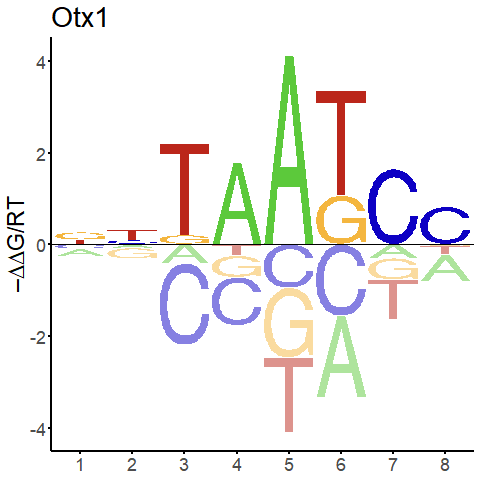 Otx1
−ΔΔG/RT
4
2
0
-2
-4
G T T A T
T T A A G C C
C A
A G A T C A T
C G C G C G A
C T A T
1 2 3 4 5 6 7 8